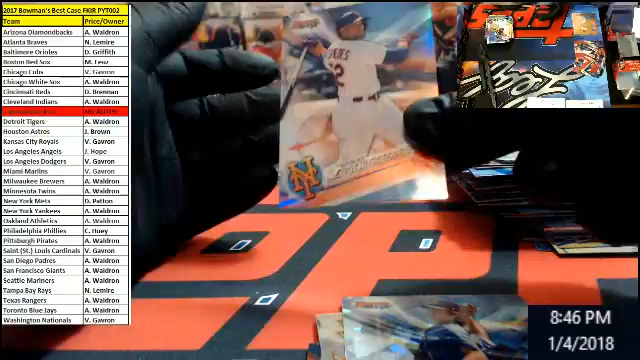 2017 Bowman's Best Case FKIR PYT002
Team Price/Owner
Arizona Diamondbacks A. Waldron
Atlanta Braves N. Lemire
Baltimore Orioles D. Griffith
Boston Red Sox M. Feuz
Chicago Cubs V. Gavron
Chicago White Sox A. Waldron
Cincinnati Reds D. Brennan
Cleveland Indians A. Waldron
Detroit Tigers A. Waldron
Houston Astros J. Brown
Kansas City Royals V. Gavron
Los Angeles Angels J. Hope
Los Angeles Dodgers V. Gavron
Miami Marlins V. Gavron
Milwaukee Brewers A. Waldron
Minnesota Twins A. Waldron
New York Mets D. Patton
New York Yankees A. Waldron
Oakland Athletics A. Waldron
Philadelphia Phillies C. Huey
Pittsburgh Pirates A. Waldron
Saint (St.) Louis Cardinals V. Gavron
San Diego Padres A. Waldron
San Francisco Giants A. Waldron
Seattle Mariners A. Waldron
Tampa Bay Rays N. Lemire
Texas Rangers A. Waldron
Toronto Blue Jays A. Waldron
Washington Nationals V. Gavron
8:46 PM
1/4/2018